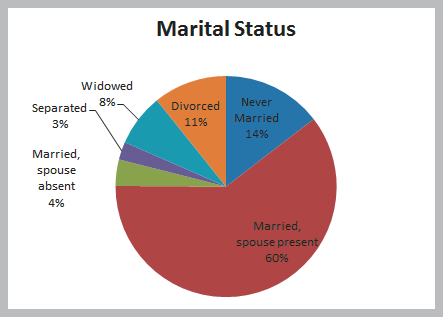 Marital Status
Never
Married
14%
Married,
spouse present
60%
Married,
spouse
absent
4%
Separated
3%
Widowed
8%
Divorced
11%